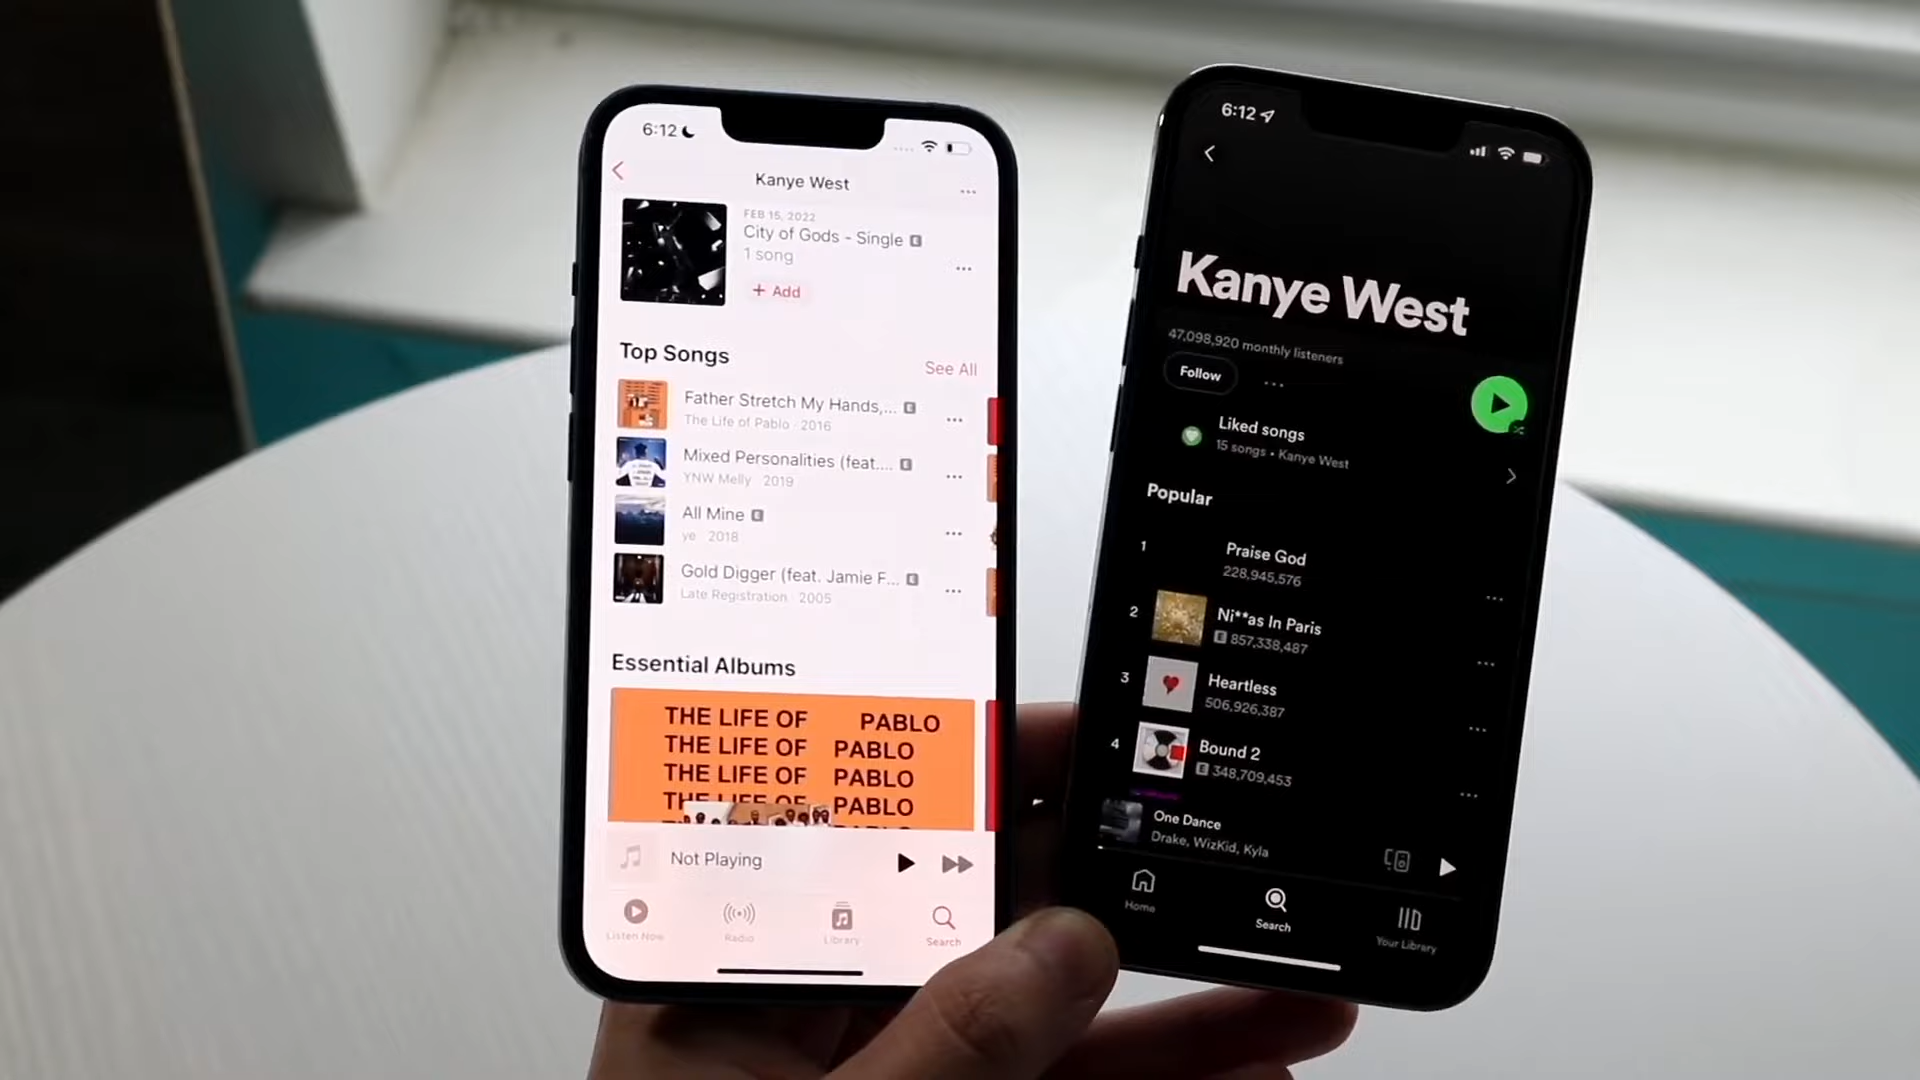 6:12
Kanye West
FEB 15, 2022
City of Gods - Single E
1 song
+ Add
Top Songs
See All
Father Stretch My Hands,... E
The Life of Pablo · 2016
Mixed Personalities (feat.... E
YNW Melly · 2019
All Mine E
ye · 2018
Gold Digger (feat. Jamie F... E
Late Registration · 2005
Essential Albums
THE LIFE OF PABLO
THE LIFE OF PABLO
THE LIFE OF PABLO
THE LIFE OF PABLO
Not Playing
Listen Now
Radio
Library
Search
6:12
Kanye West
47,098,920 monthly listeners
Follow
Liked songs
15 songs • Kanye West
Popular
1
Praise God
228,945,576
2
Ni**as In Paris
E 857,338,487
3
Heartless
506,926,387
4
Bound 2
E 348,709,453
One Dance
Drake, WizKid, Kyla
Home
Search
Your Library